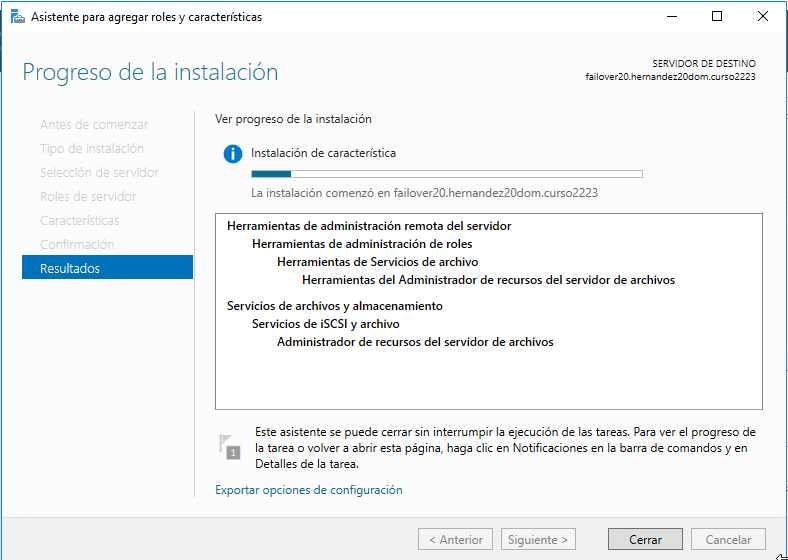 Asistente para agregar roles y características
Progreso de la instalación
SERVIDOR DE DESTINO
failover20.hernandez20dom.curso2223
Antes de comenzar
Tipo de instalación
Selección de servidor
Roles de servidor
Características
Confirmación
Resultados
Ver progreso de la instalación
Instalación de característica
La instalación comenzó en failover20.hernandez20dom.curso2223
Herramientas de administración remota del servidor
Herramientas de administración de roles
Herramientas de Servicios de archivo
Herramientas del Administrador de recursos del servidor de archivos
Servicios de archivos y almacenamiento
Servicios de iSCSI y archivo
Administrador de recursos del servidor de archivos
1
Este asistente se puede cerrar sin interrumpir la ejecución de las tareas. Para ver el progreso de
la tarea o volver a abrir esta página, haga clic en Notificaciones en la barra de comandos y en
Detalles de la tarea.
Exportar opciones de configuración
< Anterior
Siguiente >
Cerrar
Cancelar